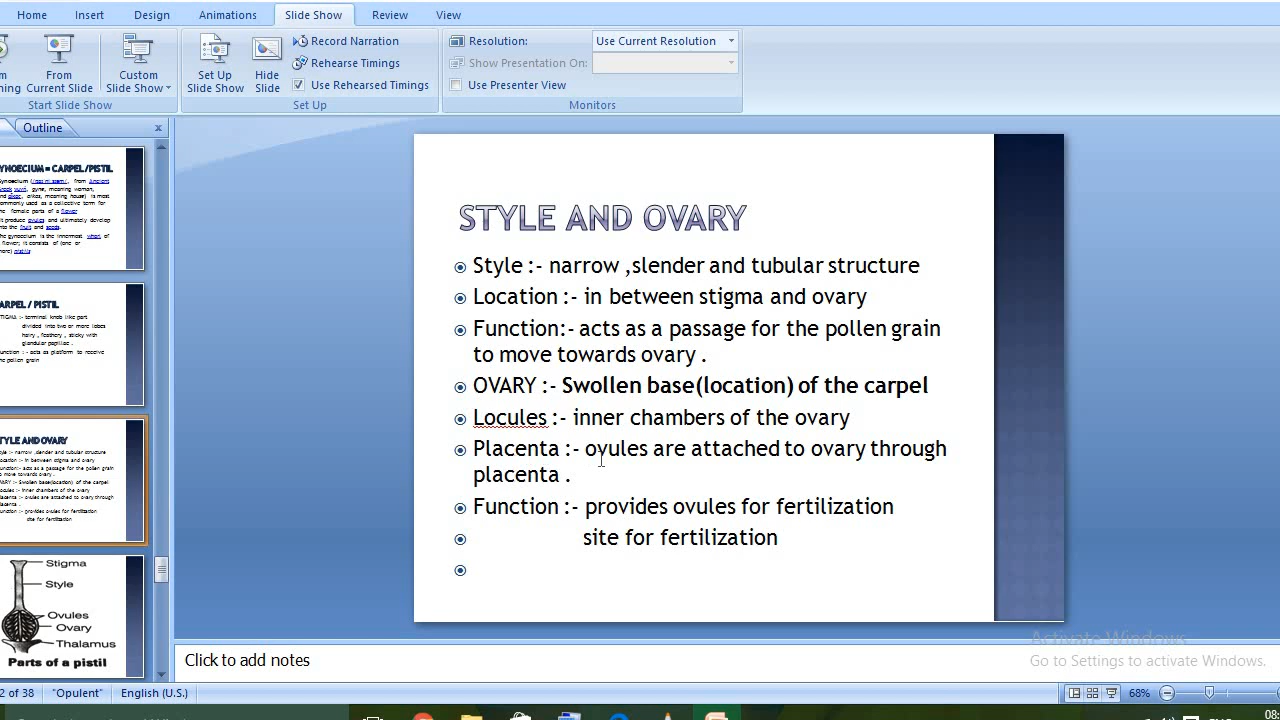 Home Insert Design Animations Slide Show Review View
Record Narration
Resolution: Use Current Resolution
Rehearse Timings
Show Presentation On:
From Current Slide
Custom Slide Show
Set Up Slide Show
Hide Slide
Use Rehearsed Timings
Use Presenter View
Start Slide Show
Set Up
Monitors
Outline
STYLE AND OVARY
Style :- narrow ,slender and tubular structure
Location :- in between stigma and ovary
Function:- acts as a passage for the pollen grain
to move towards ovary .
OVARY :- Swollen base(location) of the carpel
Locules :- inner chambers of the ovary
Placenta :- ovules are attached to ovary through
placenta .
Function :- provides ovules for fertilization
site for fertilization
Stigma
Style
Ovules
Ovary
Thalamus
Parts of a pistil
Click to add notes
Activate Windows
Go to Settings to activate Windows.
2 of 38 "Opulent" English (U.S.) 68%